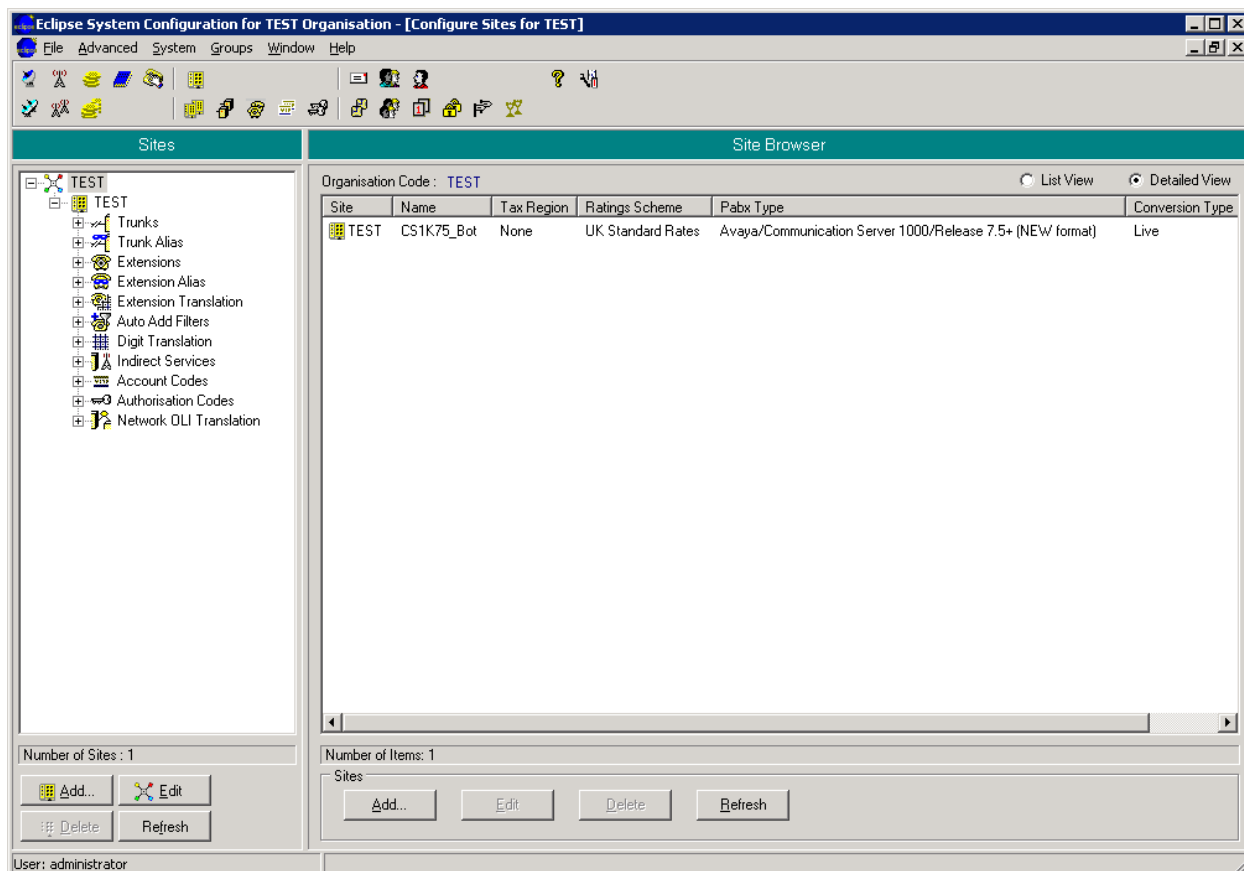 Eclipse System Configuration for TEST Organisation - [Configure Sites for TEST]
File Advanced System Groups Window Help
Sites
Site Browser
TEST
TEST
Trunks
Trunk Alias
Extensions
Extension Alias
Extension Translation
Auto Add Filters
Digit Translation
Indirect Services
Account Codes
Authorisation Codes
Network OLI Translation
Number of Sites : 1
Add... Edit
Delete Refresh
Organisation Code : TEST List View Detailed View
Site Name Tax Region Ratings Scheme Pabx Type Conversion Type
TEST CS1K75_Bot None UK Standard Rates Avaya/Communication Server 1000/Release 7.5+ (NEW format) Live
Number of Items: 1
Sites
Add... Edit Delete Refresh
User: administrator